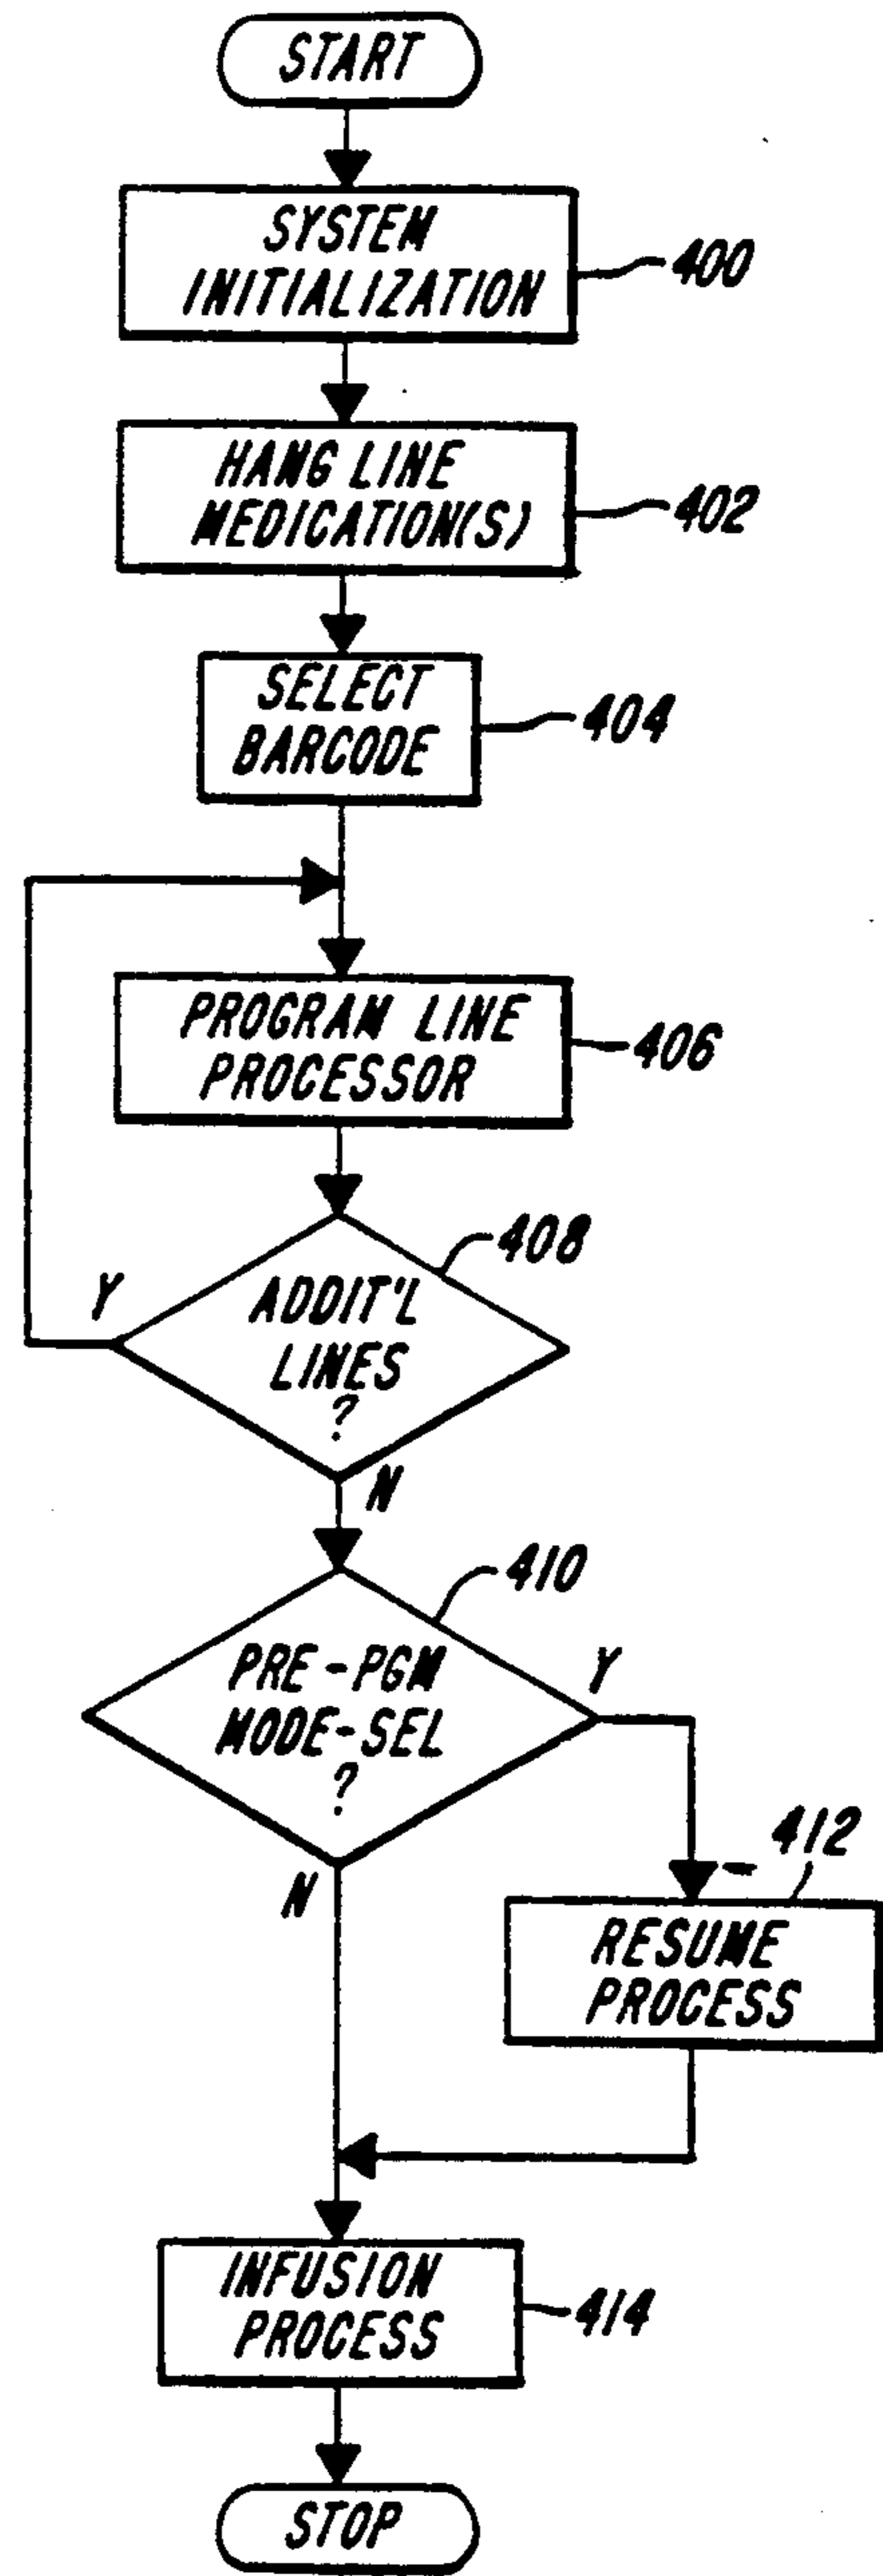 START
SYSTEM
INITIALIZATION
400
HANG LINE
MEDICATION(S)
402
SELECT
BARCODE
404
PROGRAM LINE
PROCESSOR
406
408
Y
ADDIT'L
LINES
?
N
410
PRE-PGM
MODE-SEL
?
Y
N
412
RESUME
PROCESS
INFUSION
PROCESS
414
STOP